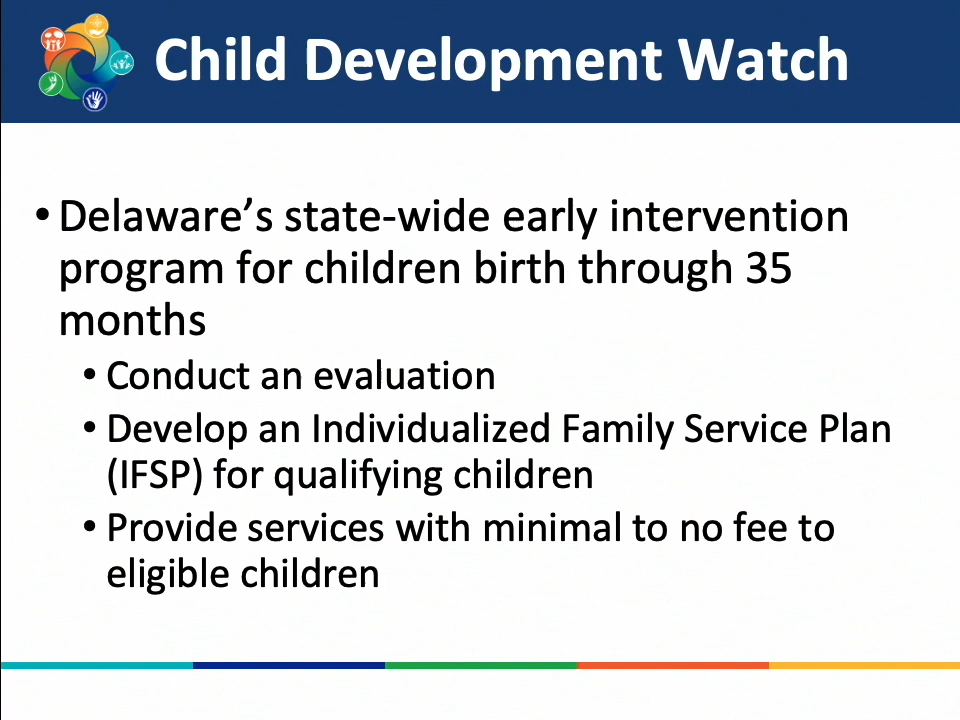 Child Development Watch
• Delaware’s state-wide early intervention
program for children birth through 35
months
• Conduct an evaluation
• Develop an Individualized Family Service Plan
(IFSP) for qualifying children
• Provide services with minimal to no fee to
eligible children